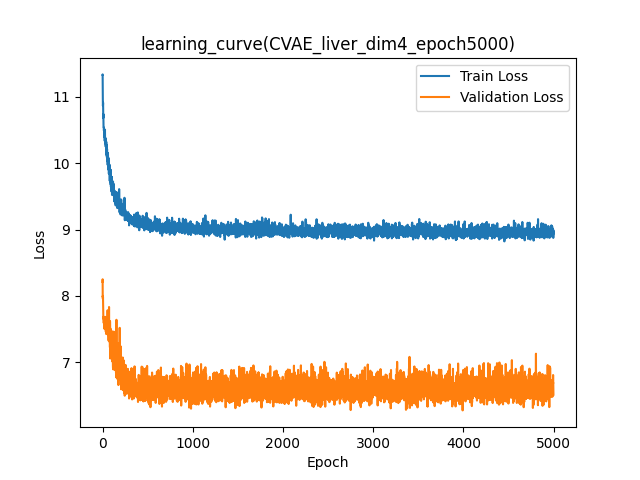 learning_curve(CVAE_liver_dim4_epoch5000)
Train Loss
Validation Loss
Loss
11
10
9
8
7
0
1000
2000
3000
4000
5000
Epoch